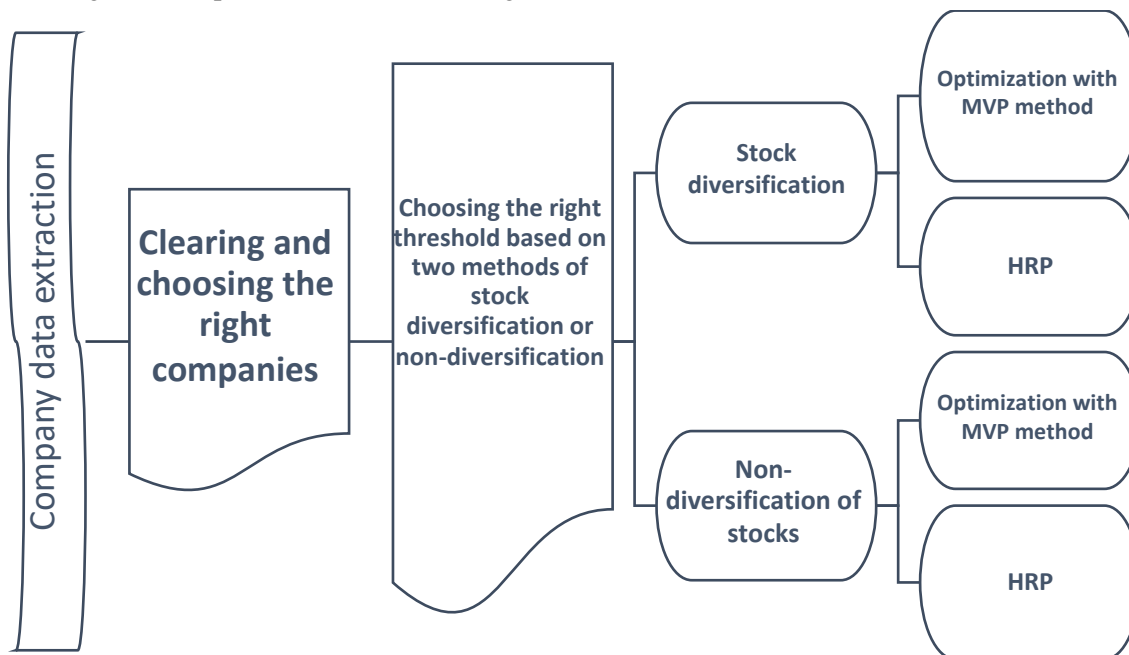 Company data extraction
Clearing and
choosing the
right
companies
Choosing the right
threshold based on
two methods of
stock
diversification or
non-diversification
Stock
diversification
Optimization with
MVP method
HRP
Non-
diversification of
stocks
Optimization with
MVP method
HRP